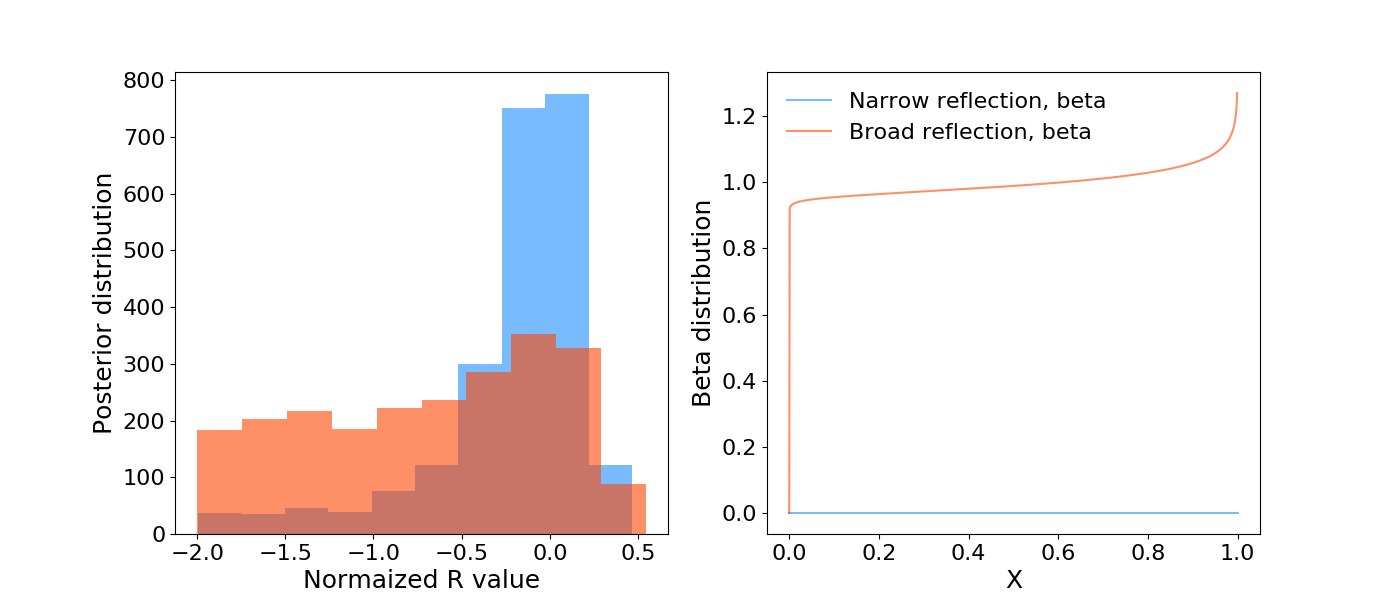 Posterior distribution
800
700
600
500
400
300
200
100
0
−2.0 −1.5 −1.0 −0.5 0.0 0.5
Normaized R value
Beta distribution
1.2
1.0
0.8
0.6
0.4
0.2
0.0
Narrow reflection, beta
Broad reflection, beta
0.0 0.2 0.4 0.6 0.8 1.0
X